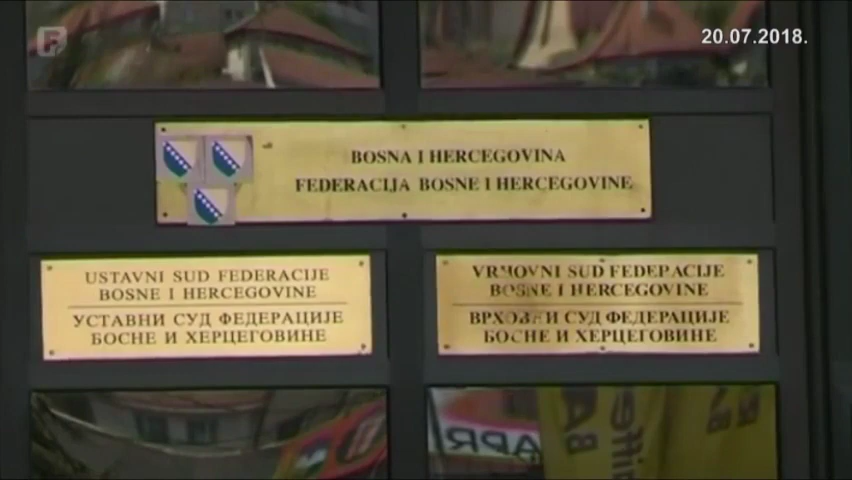 20.07.2018.
BOSNA I HERCEGOVINA
FEDERACIJA BOSNE I HERCEGOVINE
USTAVNI SUD FEDERACIJE
BOSNE I HERCEGOVINE
УСТАВНИ СУД ФЕДЕРАЦИЈЕ
БОСНЕ И ХЕРЦЕГОВИНЕ
VRHOVNI SUD FEDERACIJE
BOSNE I HERCEGOVINE
ВРХОВНИ СУД ФЕДЕРАЦИЈЕ
БОСНЕ И ХЕРЦЕГОВИНЕ